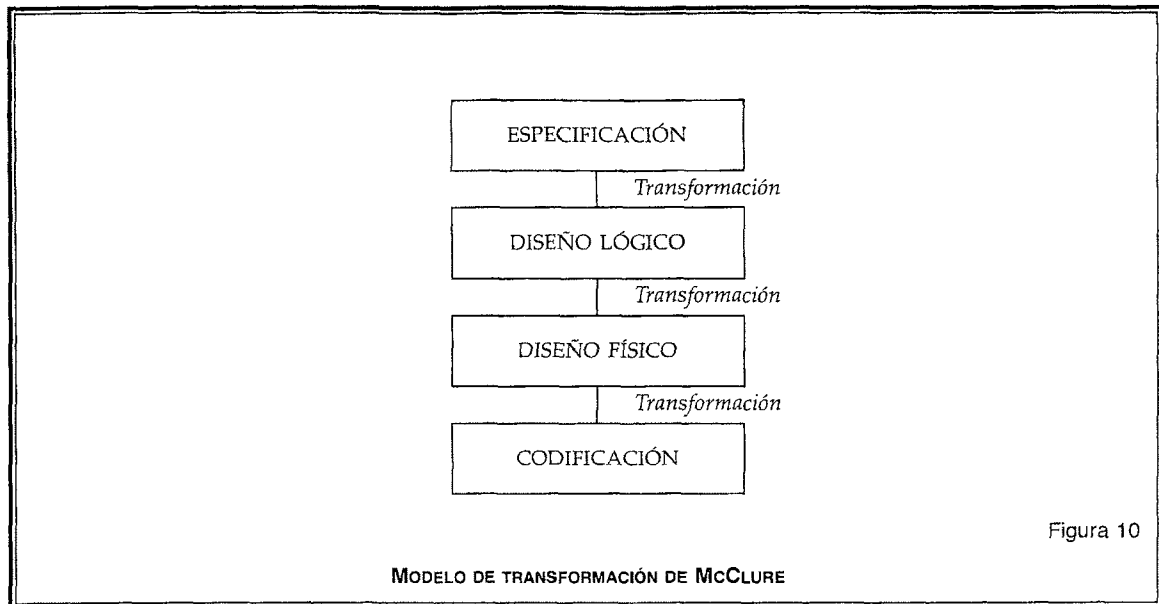 ESPECIFICACIÓN
Transformación
DISEÑO LÓGICO
Transformación
DISEÑO FÍSICO
Transformación
CODIFICACIÓN
Figura 10
MODELO DE TRANSFORMACIÓN DE MCCLURE